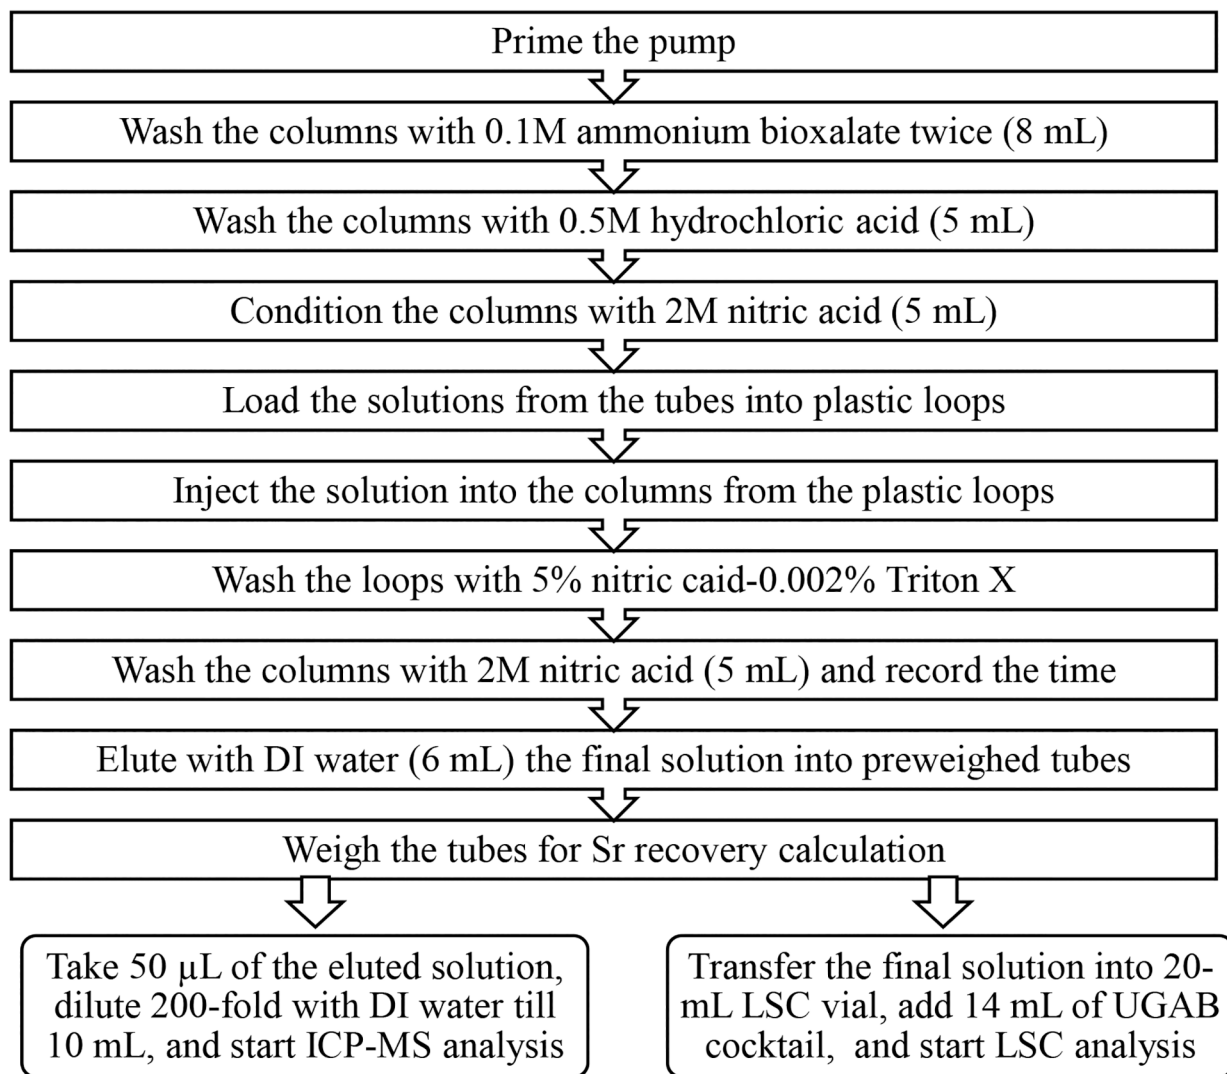 Prime the pump
Wash the columns with 0.1M ammonium bioxalate twice (8 mL)
Wash the columns with 0.5M hydrochloric acid (5 mL)
Condition the columns with 2M nitric acid (5 mL)
Load the solutions from the tubes into plastic loops
Inject the solution into the columns from the plastic loops
Wash the loops with 5% nitric caid-0.002% Triton X
Wash the columns with 2M nitric acid (5 mL) and record the time
Elute with DI water (6 mL) the final solution into preweighed tubes
Weigh the tubes for Sr recovery calculation
Take 50 µL of the eluted solution,
dilute 200-fold with DI water till
10 mL, and start ICP-MS analysis
Transfer the final solution into 20-
mL LSC vial, add 14 mL of UGAB
cocktail, and start LSC analysis